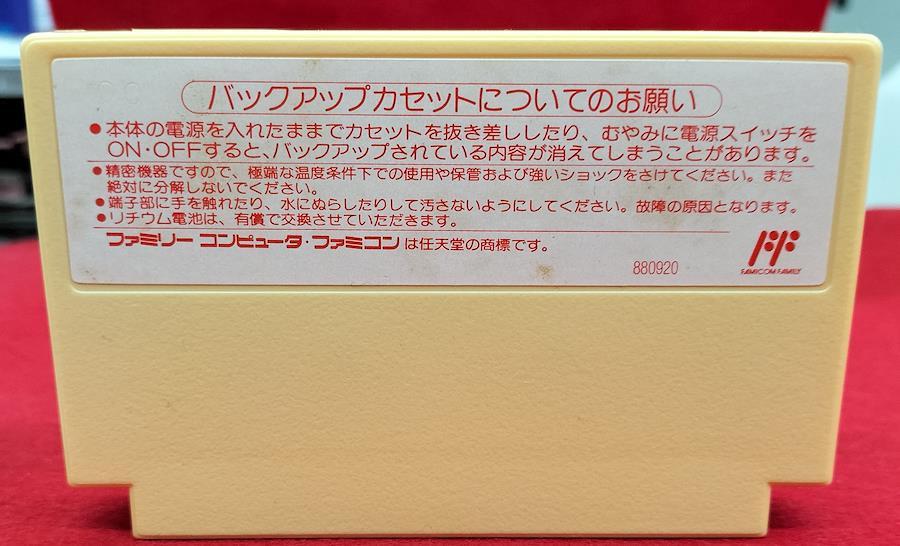 バックアップカセットについてのお願い
●本体の電源を入れたままでカセットを抜き差ししたり、むやみに電源スイッチを
ON・OFFすると、バックアップされている内容が消えてしまうことがあります。
●精密機器ですので、極端な温度条件下での使用や保管および強いショックをさけてください。また
絶対に分解しないでください。
●端子部に手を触れたり、水にぬらしたりして汚さないようにしてください。故障の原因となります。
●リチウム電池は、有償で交換させていただきます。
ファミリー コンピュータ・ファミコンは任天堂の商標です。
880920
FAMICOM FAMILY